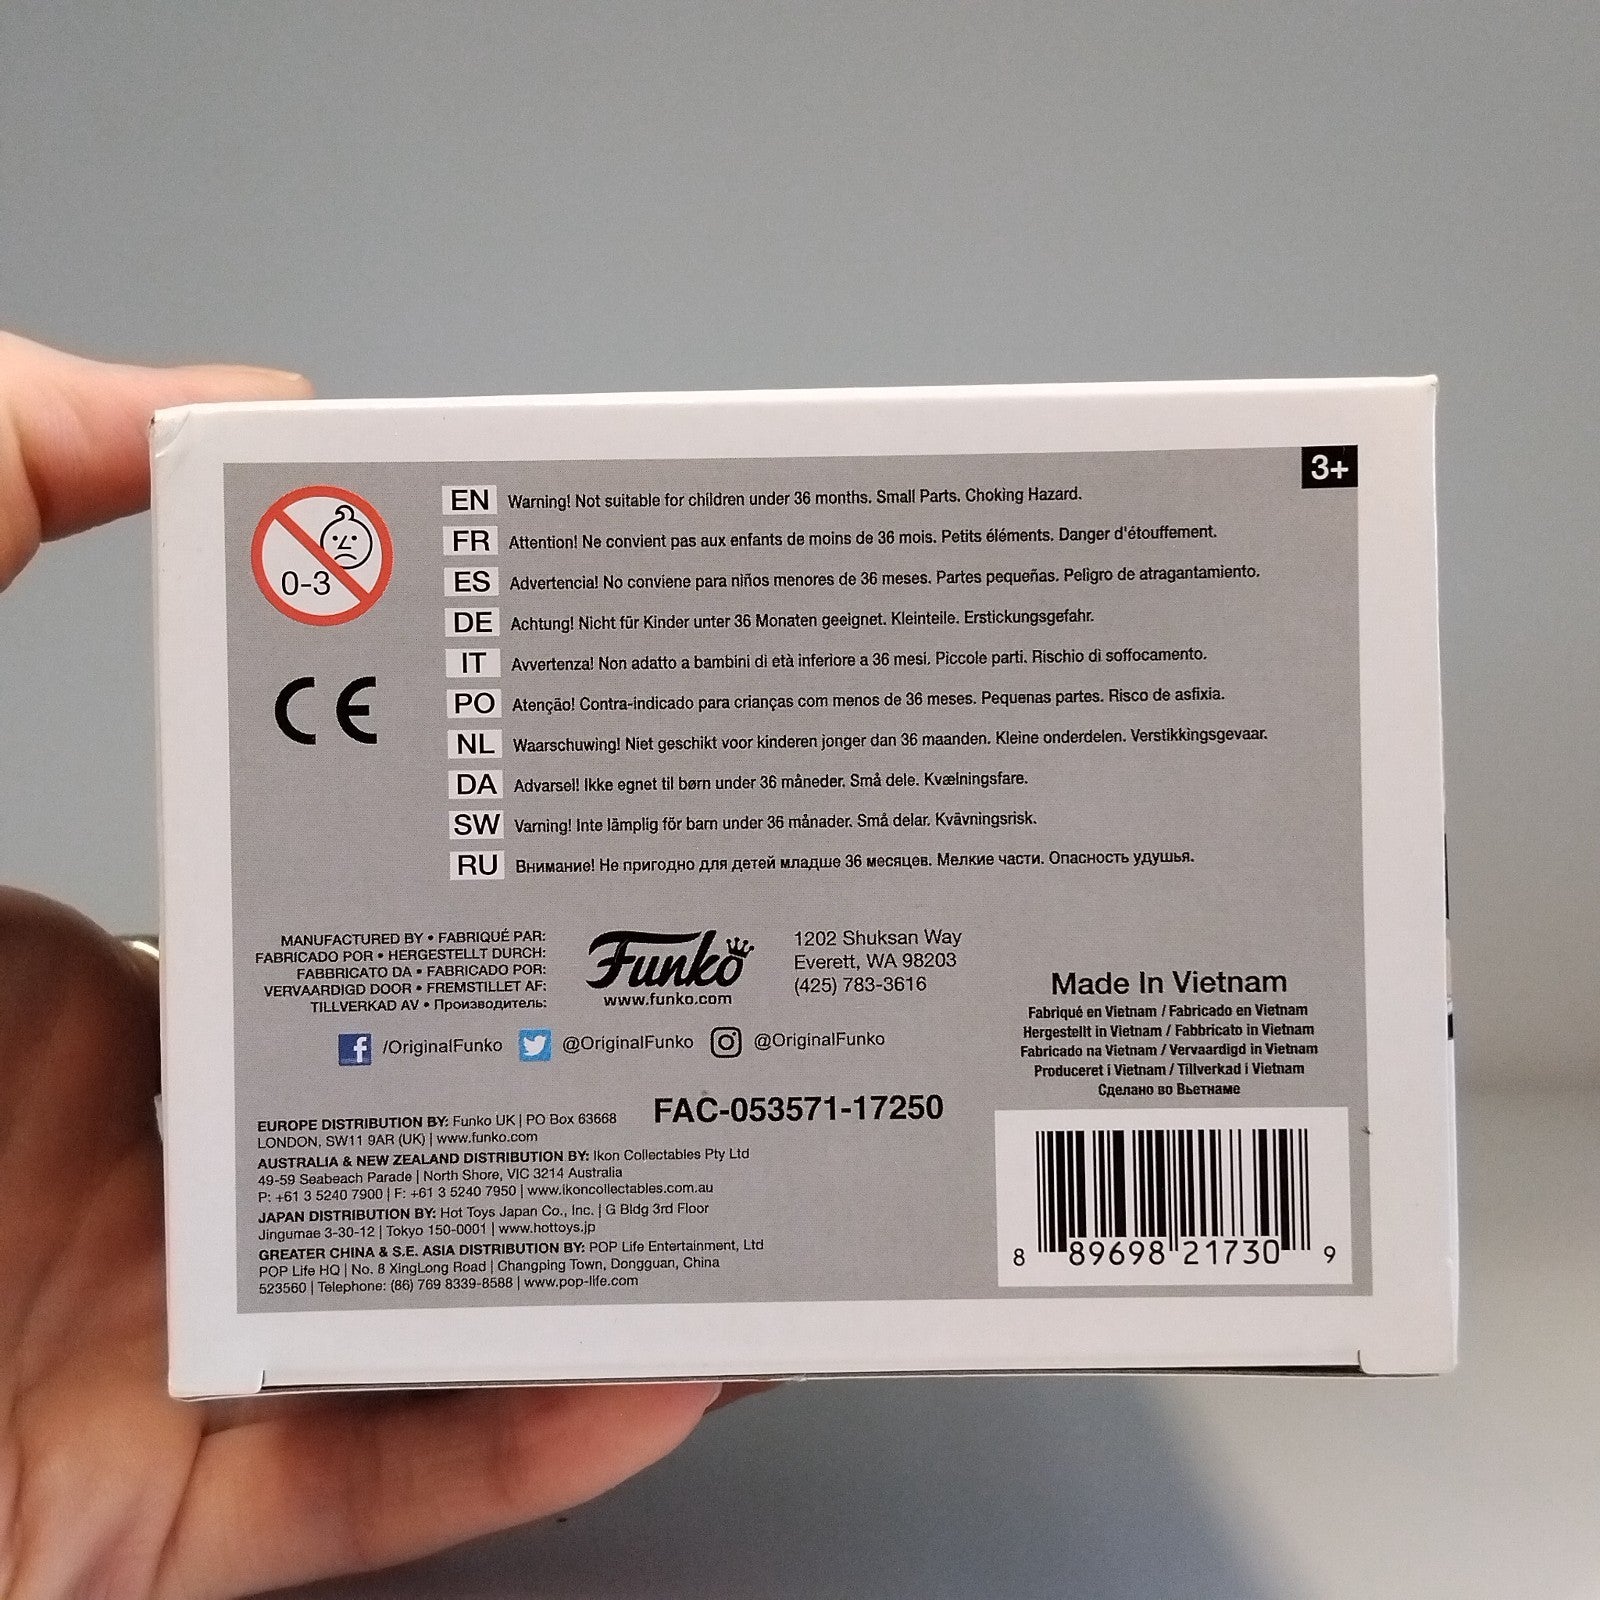 3+
0-3
EN Warning! Not suitable for children under 36 months. Small Parts. Choking Hazard.
FR Attention! Ne convient pas aux enfants de moins de 36 mois. Petits éléments. Danger d'étouffement.
ES Advertencia! No conviene para niños menores de 36 meses. Partes pequeñas. Peligro de atragantamiento.
DE Achtung! Nicht für Kinder unter 36 Monaten geeignet. Kleinteile. Erstickungsgefahr.
IT Avvertenza! Non adatto a bambini di età inferiore a 36 mesi. Piccole parti. Rischio di soffocamento.
PO Atenção! Contra-indicado para crianças com menos de 36 meses. Pequenas partes. Risco de asfixia.
NL Waarschuwing! Niet geschikt voor kinderen jonger dan 36 maanden. Kleine onderdelen. Verstikkingsgevaar.
DA Advarsel! Ikke egnet til børn under 36 måneder. Små dele. Kvælningsfare.
SW Varning! Inte lämplig för barn under 36 månader. Små delar. Kvävningsrisk.
RU Внимание! Не пригодно для детей младше 36 месяцев. Мелкие части. Опасность удушья.
CE
MANUFACTURED BY • FABRIQUÉ PAR:
FABRICADO POR • HERGESTELLT DURCH:
FABBRICATO DA • FABRICADO POR:
VERVAARDIGD DOOR • FREMSTILLET AF:
TILLVERKAD AV • Производитель:
Funko
www.funko.com
1202 Shuksan Way
Everett, WA 98203
(425) 783-3616
/OriginalFunko @OriginalFunko @OriginalFunko
Made In Vietnam
Fabriqué en Vietnam / Fabricado en Vietnam
Hergestellt in Vietnam / Fabbricato in Vietnam
Fabricado na Vietnam / Vervaardigd in Vietnam
Produceret i Vietnam / Tillverkad i Vietnam
Сделано во Вьетнаме
FAC-053571-17250
EUROPE DISTRIBUTION BY: Funko UK | PO Box 63668
LONDON, SW11 9AR (UK) | www.funko.com
AUSTRALIA & NEW ZEALAND DISTRIBUTION BY: Ikon Collectables Pty Ltd
49-59 Seabeach Parade | North Shore, VIC 3214 Australia
P: +61 3 5240 7900 | F: +61 3 5240 7950 | www.ikoncollectables.com.au
JAPAN DISTRIBUTION BY: Hot Toys Japan Co., Inc. | G Bldg 3rd Floor
Jingumae 3-30-12 | Tokyo 150-0001 | www.hottoys.jp
GREATER CHINA & S.E. ASIA DISTRIBUTION BY: POP Life Entertainment, Ltd
POP Life HQ | No. 8 XingLong Road | Changping Town, Dongguan, China
523560 | Telephone: (86) 769 8339-8588 | www.pop-life.com
8 89698 21730 9